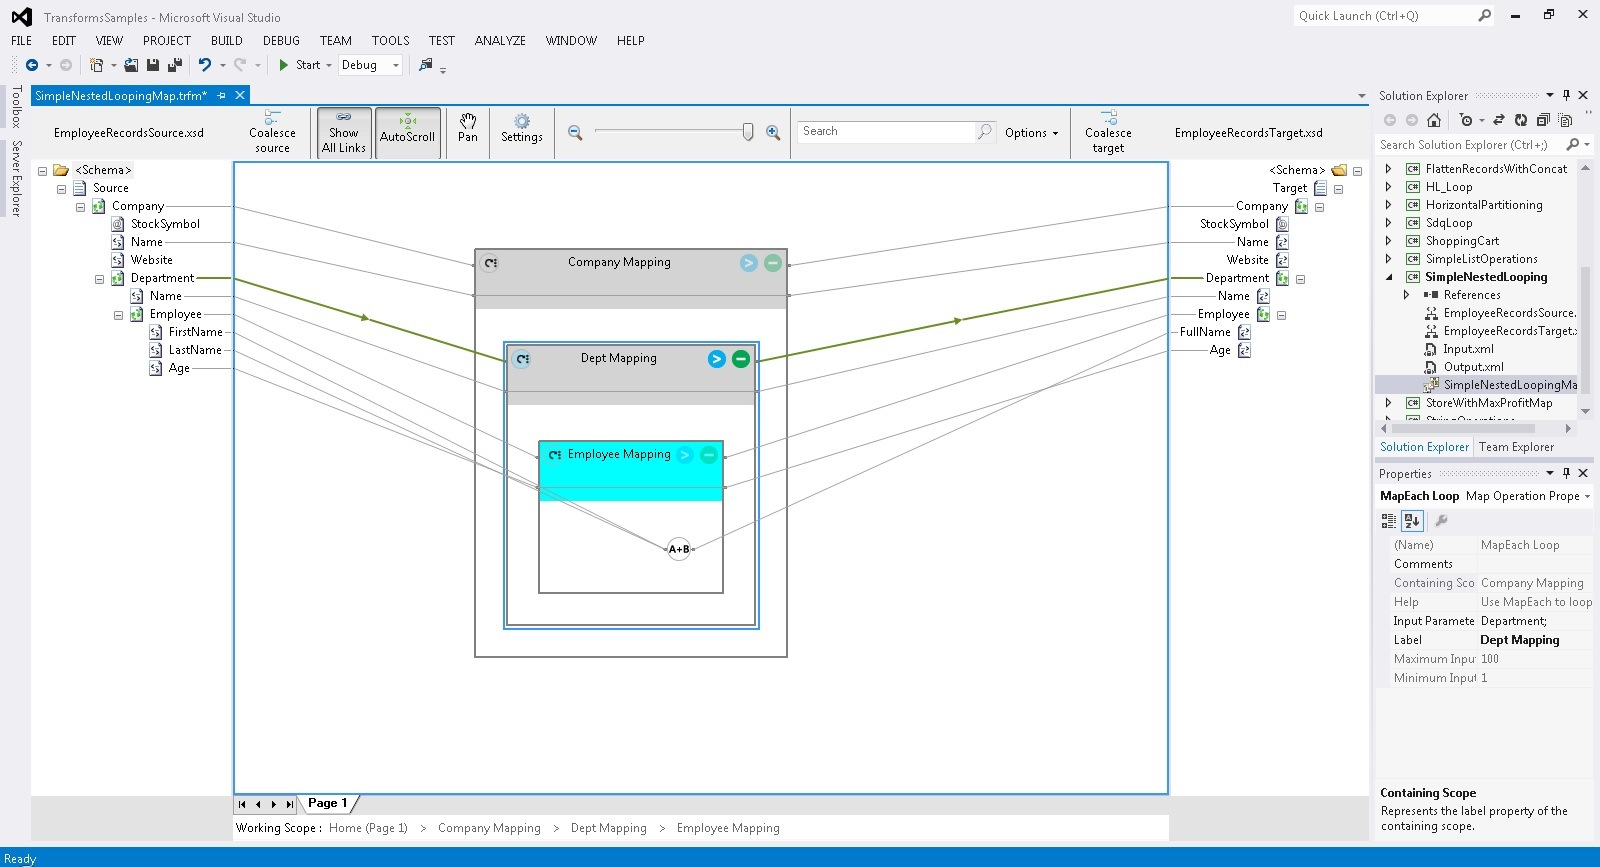 TransformsSamples - Microsoft Visual Studio
Quick Launch (Ctrl+Q)
FILE EDIT VIEW PROJECT BUILD DEBUG TEAM TOOLS TEST ANALYZE WINDOW HELP
Start Debug
Toolbox
Server Explorer
SimpleNestedLoopingMap.trfm*
EmployeeRecordsSource.xsd
Coalesce source
Show All Links
AutoScroll
Pan
Settings
Search
Options
Coalesce target
EmployeeRecordsTarget.xsd
<Schema>
Source
Company
StockSymbol
Name
Website
Department
Name
Employee
FirstName
LastName
Age
Company Mapping
Dept Mapping
Employee Mapping
A+B
<Schema>
Target
Company
StockSymbol
Name
Website
Department
Name
Employee
FullName
Age
Page 1
Working Scope : Home (Page 1) > Company Mapping > Dept Mapping > Employee Mapping
Solution Explorer
Search Solution Explorer (Ctrl+;)
C# FlattenRecordsWithConcat
C# HL_Loop
C# HorizontalPartitioning
C# SdqLoop
C# ShoppingCart
C# SimpleListOperations
C# SimpleNestedLooping
References
EmployeeRecordsSource.
EmployeeRecordsTarget.
Input.xml
Output.xml
SimpleNestedLoopingMa
C# StoreWithMaxProfitMap
Solution Explorer Team Explorer
Properties
MapEach Loop Map Operation Prope
(Name) MapEach Loop
Comments
Containing Sco Company Mapping
Help Use MapEach to loop
Input Paramete Department;
Label Dept Mapping
Maximum Inpu 100
Minimum Input 1
Containing Scope
Represents the label property of the
containing scope.
Ready